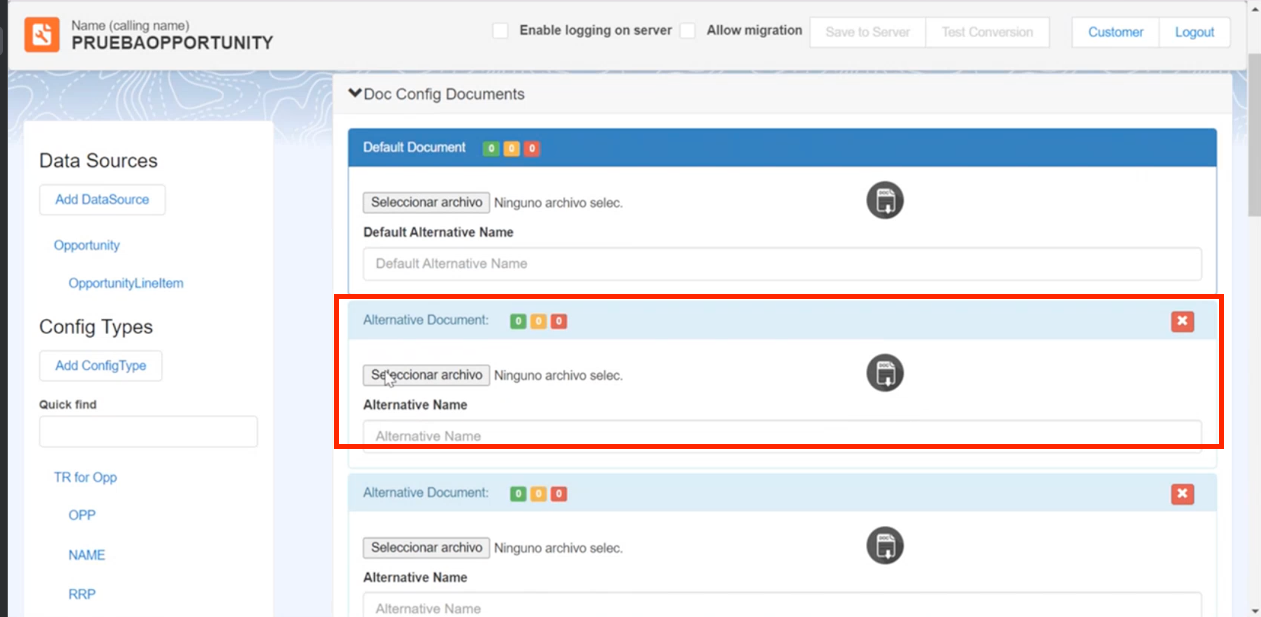 Name (calling name)
PRUEBAOPPORTUNITY
Enable logging on server
Allow migration
Save to Server
Test Conversion
Customer
Logout
Data Sources
Add DataSource
Opportunity
OpportunityLineItem
Config Types
Add ConfigType
Quick find
TR for Opp
OPP
NAME
RRP
Doc Config Documents
Default Document 0 0 0
Seleccionar archivo Ninguno archivo selec.
DOC
Default Alternative Name
Default Alternative Name
Alternative Document: 0 0 0
Seleccionar archivo Ninguno archivo selec.
DOC
Alternative Name
Alternative Name
Alternative Document: 0 0 0
Seleccionar archivo Ninguno archivo selec.
DOC
Alternative Name
Alternative Name